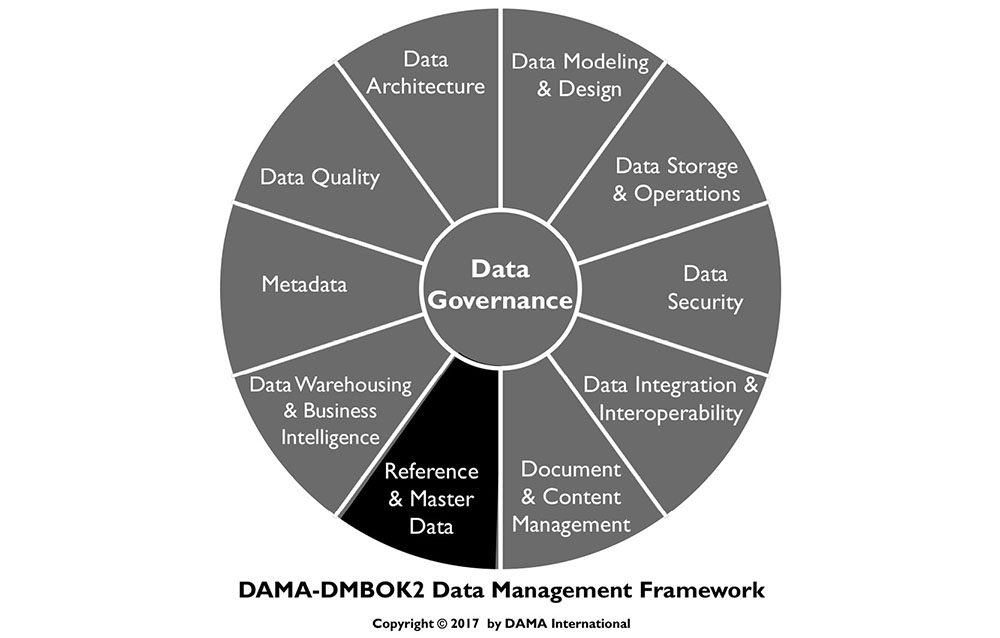 Data
Architecture
Data Modeling
& Design
Data Storage
& Operations
Data
Security
Data Integration &
Interoperability
Document
& Content
Management
Reference
& Master
Data
Data Warehousing
& Business
Intelligence
Metadata
Data Quality
Data
Governance
DAMA-DMBOK2 Data Management Framework
Copyright © 2017 by DAMA International